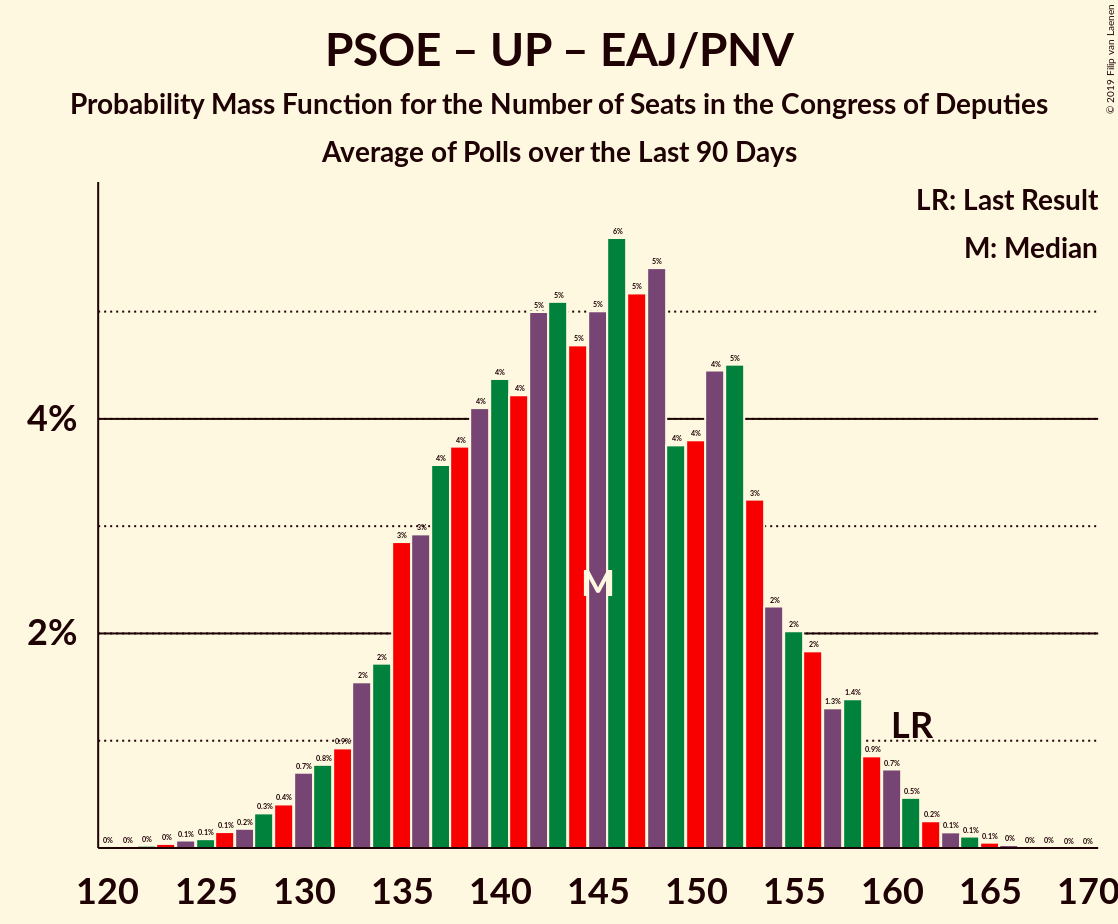 PSOE – UP – EAJ/PNV
Probability Mass Function for the Number of Seats in the Congress of Deputies
Average of Polls over the Last 90 Days
© 2019 Filip van Laenen
LR: Last Result
M: Median
4%
2%
0% 0% 0% 0% 0.1% 0.1% 0.1% 0.2% 0.3% 0.4% 0.7% 0.8% 0.9% 2% 2% 3% 3% 4% 4% 4% 4% 4% 5% 5% 5% 5% 6% 5% 5% 4% 4% 4% 5% 3% 2% 2% 2% 1.3% 1.4% 0.9% 0.7% 0.5% 0.2% 0.1% 0.1% 0.1% 0% 0% 0% 0% 0%
M
LR
120 125 130 135 140 145 150 155 160 165 170